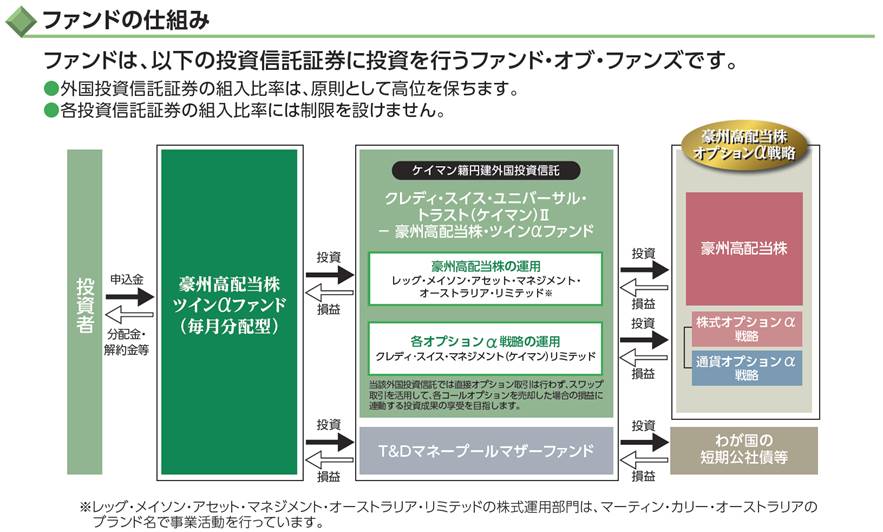 ファンドの仕組み
ファンドは、以下の投資信託証券に投資を行うファンド・オブ・ファンズです。
●外国投資信託証券の組入比率は、原則として高位を保ちます。
●各投資信託証券の組入比率には制限を設けません。
投資者
申込金
分配金・
解約金等
豪州高配当株
ツインαファンド
（毎月分配型）
投資
損益
投資
損益
ケイマン籍円建外国投資信託
クレディ・スイス・ユニバーサル・
トラスト（ケイマン）Ⅱ
－ 豪州高配当株・ツインαファンド
豪州高配当株の運用
レッグ・メイソン・アセット・マネジメント・
オーストラリア・リミテッド※
各オプションα戦略の運用
クレディ・スイス・マネジメント（ケイマン）リミテッド
当該外国投資信託では直接オプション取引は行わず、スワップ
取引を活用して、各コールオプションを売却した場合の損益に
連動する投資成果の享受を目指します。
T&Dマネープールマザーファンド
投資
損益
投資
損益
投資
損益
豪州高配当株
オプションα戦略
豪州高配当株
株式オプションα
戦略
通貨オプションα
戦略
わが国の
短期公社債等
※レッグ・メイソン・アセット・マネジメント・オーストラリア・リミテッドの株式運用部門は、マーティン・カリー・オーストラリアの
ブランド名で事業活動を行っています。